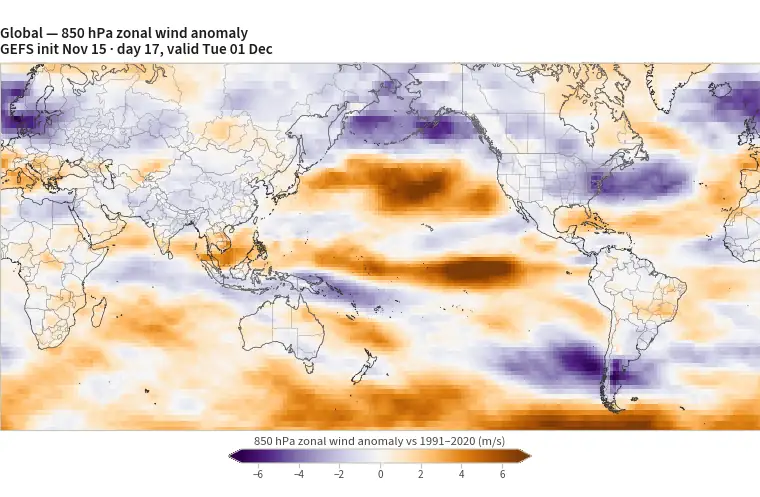 Global — 850 hPa zonal wind anomaly
GEFS init Nov 15 · day 17, valid Tue 01 Dec
850 hPa zonal wind anomaly vs 1991–2020 (m/s)
−6 −4 −2 0 2 4 6